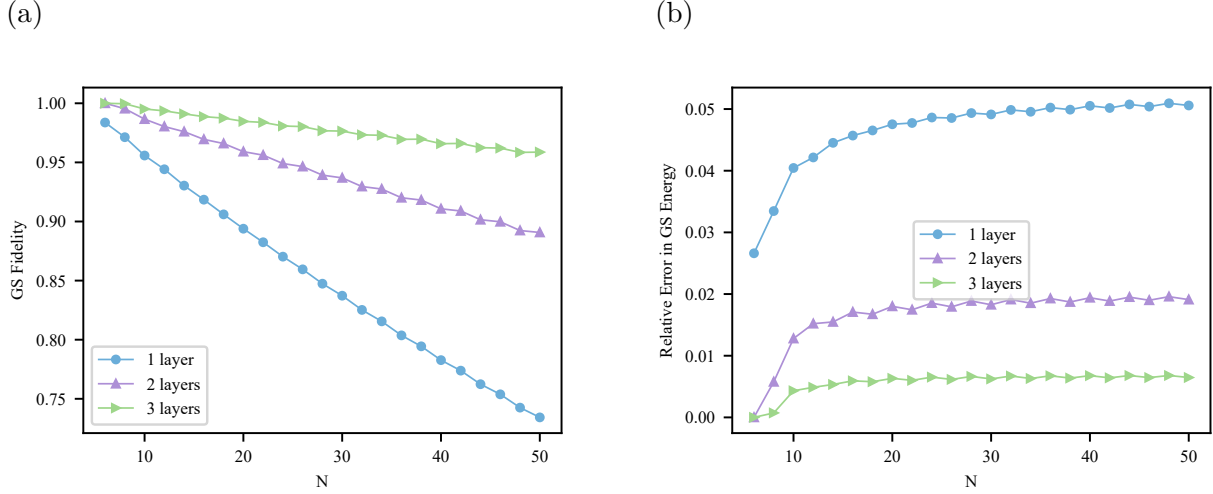 (a)
GS Fidelity
1.00
0.95
0.90
0.85
0.80
0.75
1 layer
2 layers
3 layers
10
20
30
40
50
N
(b)
Relative Error in GS Energy
0.05
0.04
0.03
0.02
0.01
0.00
1 layer
2 layers
3 layers
10
20
30
40
50
N